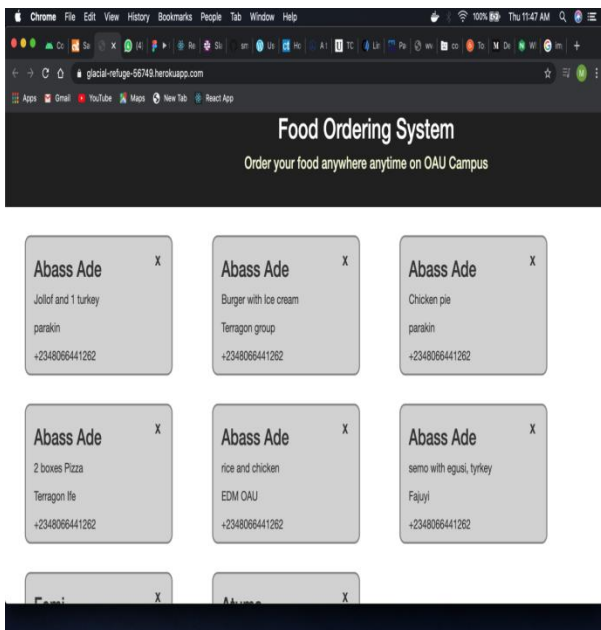 Chrome File Edit View History Bookmarks People Tab Window Help 100% Thu 11:47 AM
glacial-refuge-56749.herokuapp.com
Apps Gmail YouTube Maps New Tab React App
Food Ordering System
Order your food anywhere anytime on OAU Campus
Abass Ade X
Jollof and 1 turkey
parakin
+2348066441262
Abass Ade X
Burger with Ice cream
Terragon group
+2348066441262
Abass Ade X
Chicken pie
parakin
+2348066441262
Abass Ade X
2 boxes Pizza
Terragon Ife
+2348066441262
Abass Ade X
rice and chicken
EDM OAU
+2348066441262
Abass Ade X
semo with egusi, tyrkey
Fajuyi
+2348066441262
X
X